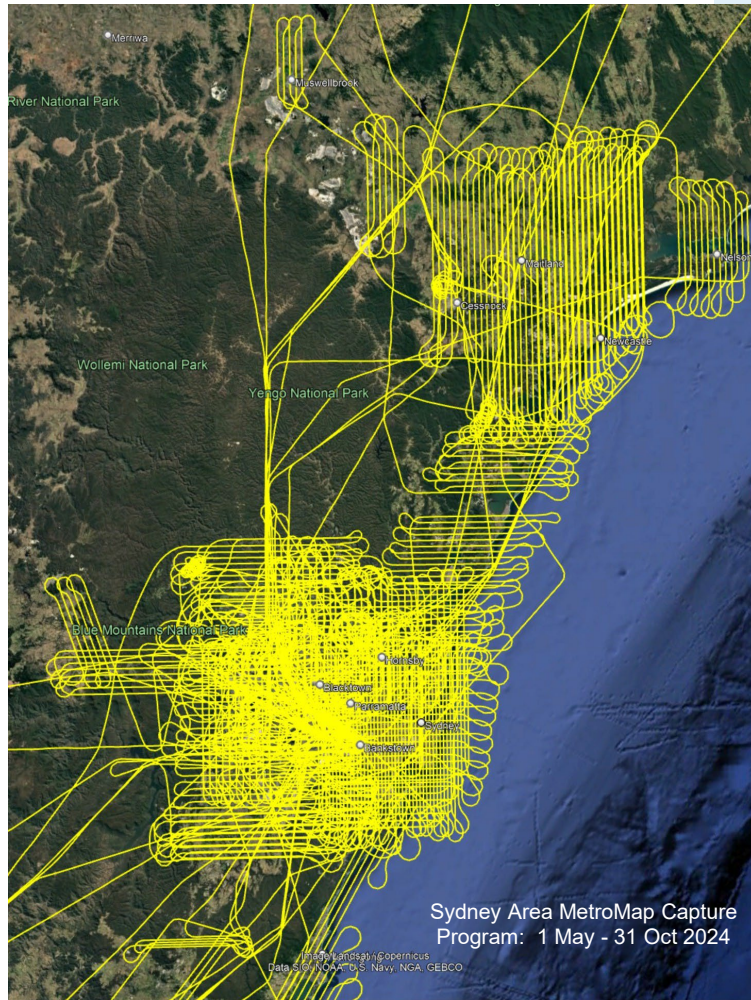 Merriwa
Muswellbrook
River National Park
Maitland
Nelson
Cessnock
Newcastle
Wollemi National Park
Yengo National Park
Blue Mountains National Park
Hornsby
Blacktown
Parramatta
Sydney
Bankstown
Sydney Area MetroMap Capture
Program: 1 May - 31 Oct 2024
Image Landsat / Copernicus
Data SIO, NOAA, U.S. Navy, NGA, GEBCO